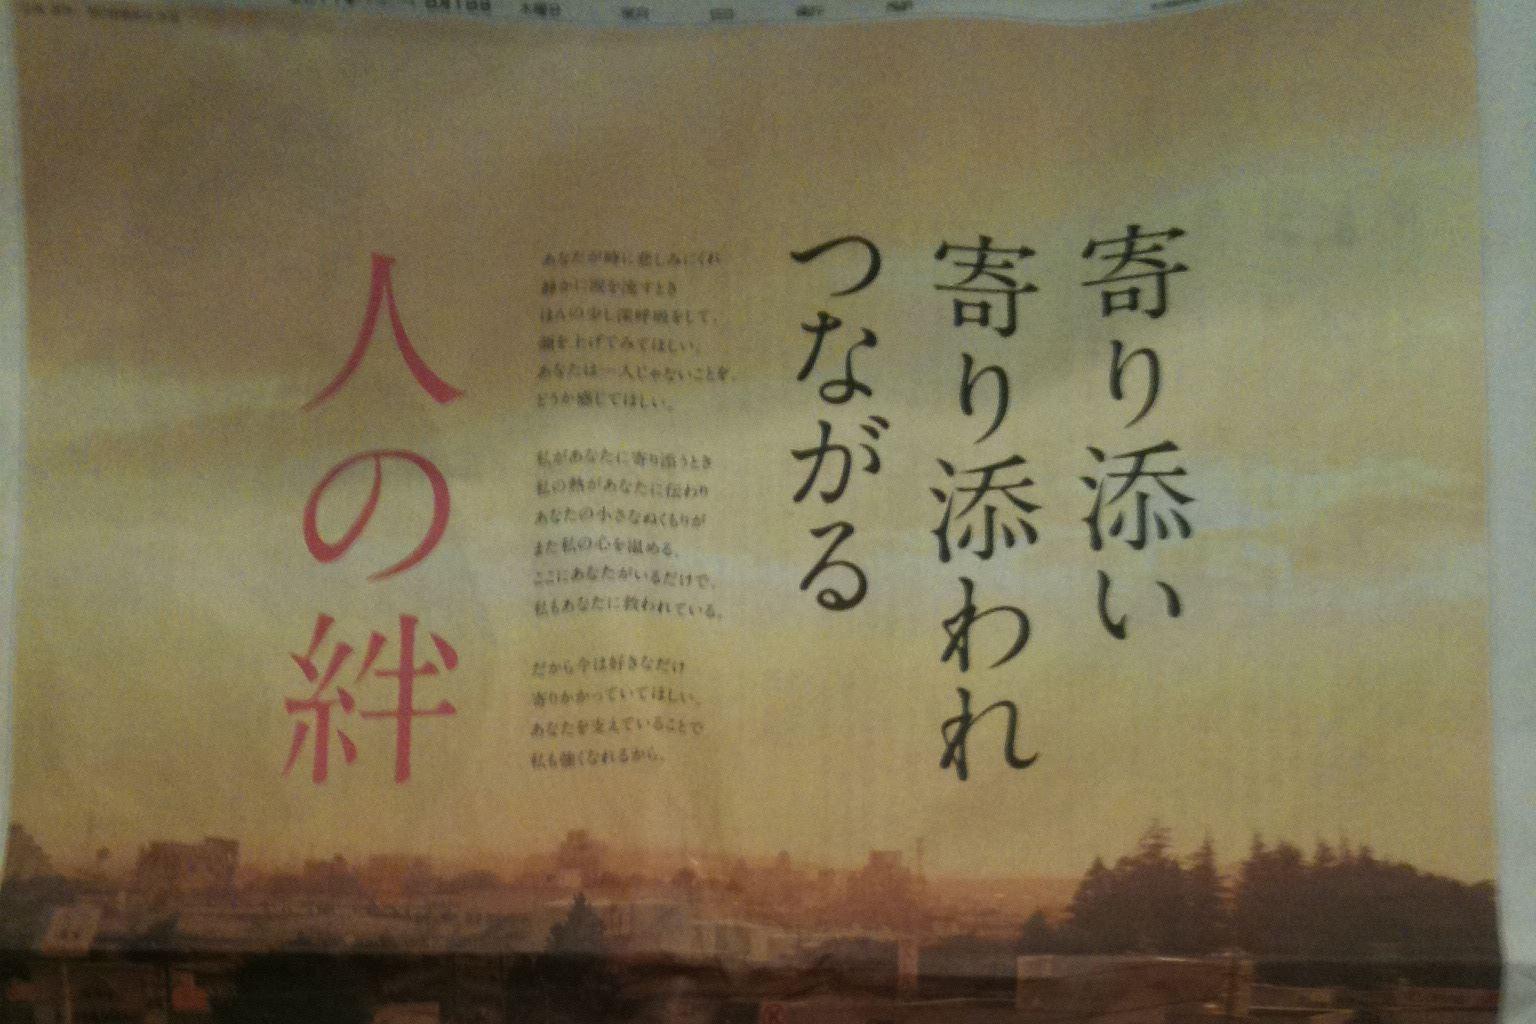 木曜日
寄り添い
寄り添われ
つながる
あなたが時に悲しみにくれ
静かに涙を流すとき
ほんの少し深呼吸をして、
顔を上げてみてほしい。
あなたは一人じゃないことを、
どうか感じてほしい。
私があなたに寄り添うとき
私の熱があなたに伝わり
あなたの小さなぬくもりが
また私の心を温める。
ここにあなたがいるだけで、
私もあなたに救われている。
だから今は好きなだけ
寄りかかっていてほしい。
あなたを支えていることで
私も強くなれるから。
人の絆